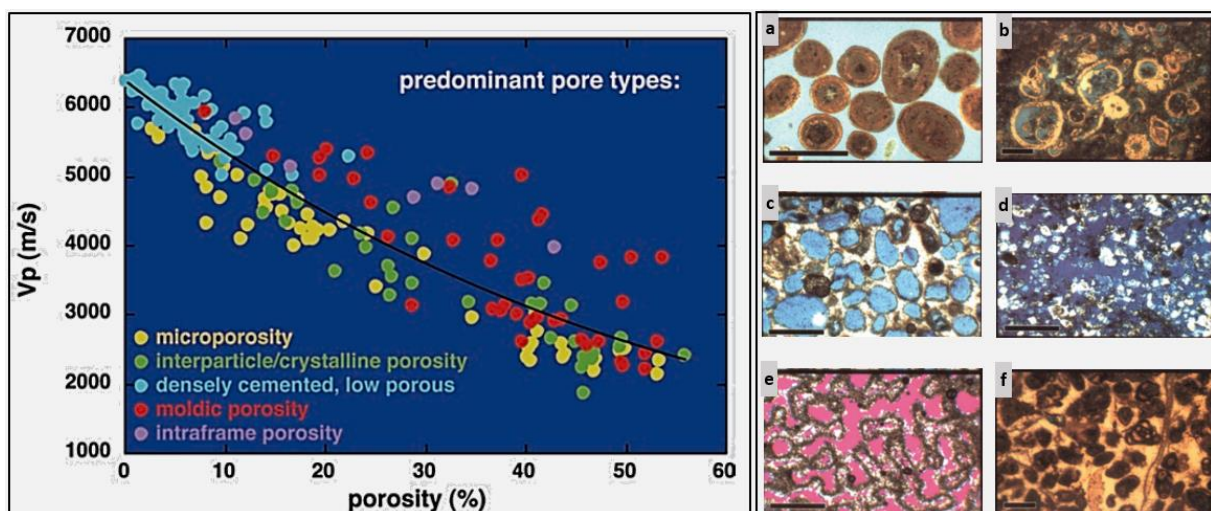 7000
6000
5000
4000
3000
2000
1000
Vp (m/s)
predominant pore types:
microporosity
interparticle/crystalline porosity
densely cemented, low porous
moldic porosity
intraframe porosity
0 10 20 30 40 50 60
porosity (%)
a
b
c
d
e
f